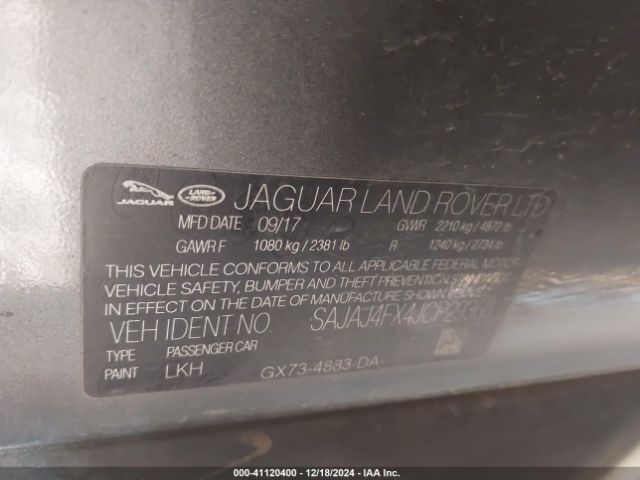 JAGUAR LAND ROVER JAGUAR LAND ROVER LTD
MFD DATE 09/17 GVWR 2210 kg / 4872 lb
GAWR F 1080 kg / 2381 lb R 1240 kg / 2734 lb
THIS VEHICLE CONFORMS TO ALL APPLICABLE FEDERAL MOTOR
VEHICLE SAFETY, BUMPER AND THEFT PREVENTION STANDARDS
IN EFFECT ON THE DATE OF MANUFACTURE SHOWN ABOVE
VEH IDENT NO. SAJAJ4FX4JCP29360
TYPE PASSENGER CAR
PAINT LKH GX73-4883-DA
000-41120400 - 12/18/2024 - IAA Inc.